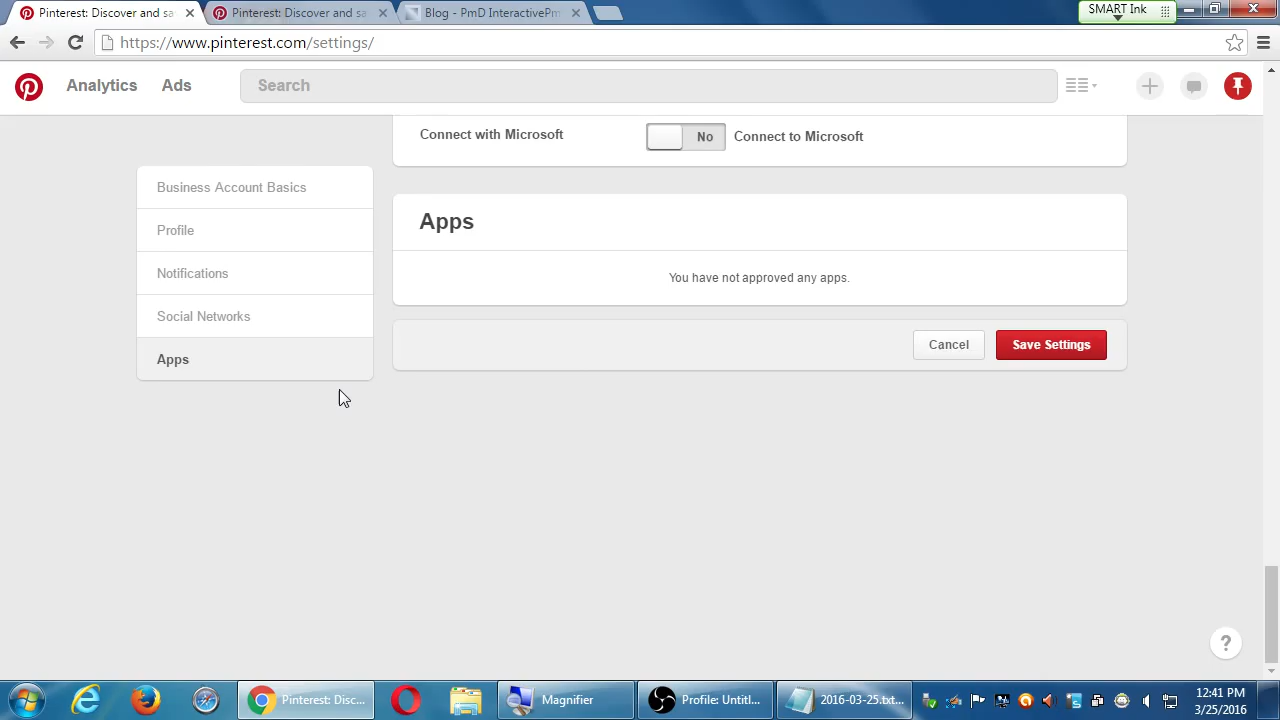 Pinterest: Discover and sa
Pinterest: Discover and sa
Blog - PmD InteractivePm
SMART Ink
https://www.pinterest.com/settings/
Analytics
Ads
Search
Connect with Microsoft
No
Connect to Microsoft
Business Account Basics
Profile
Notifications
Social Networks
Apps
Apps
You have not approved any apps.
Cancel
Save Settings
?
Pinterest: Disc...
Magnifier
Profile: Untitl...
2016-03-25.txt...
12:41 PM
3/25/2016